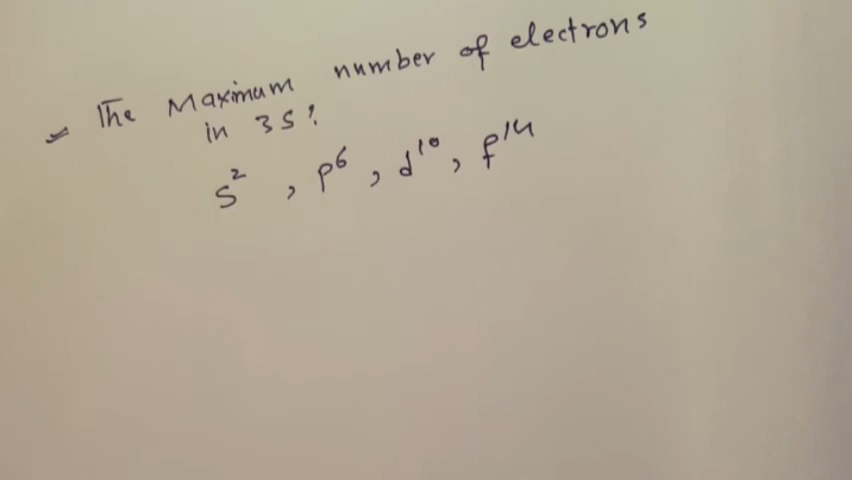 The Maximum number of electrons
in 3s?
s², p⁶, d¹⁰, f¹⁴